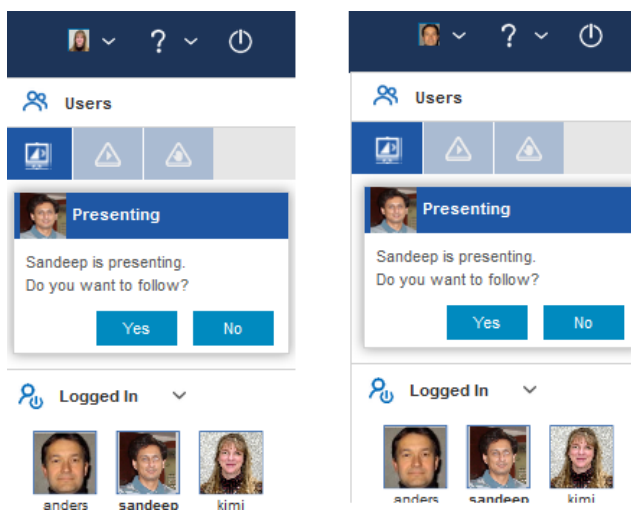 ?
Users
Presenting
Sandeep is presenting.
Do you want to follow?
Yes No
Logged In
anders sandeep kimi
?
Users
Presenting
Sandeep is presenting.
Do you want to follow?
Yes No
Logged In
anders sandeep kimi